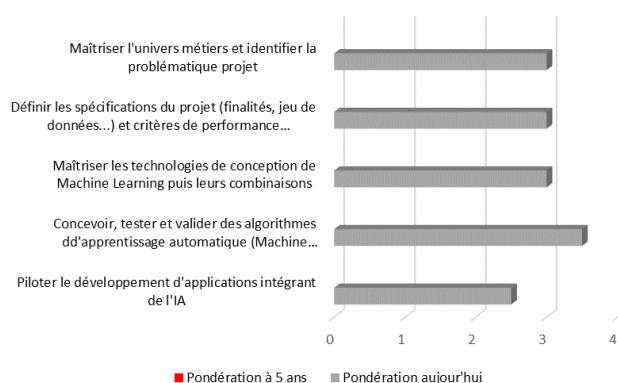 Maîtriser l'univers métiers et identifier la
problématique projet
Définir les spécifications du projet (finalités, jeu de
données...) et critères de performance...
Maîtriser les technologies de conception de
Machine Learning puis leurs combinaisons
Concevoir, tester et valider des algorithmes
dd'apprentissage automatique (Machine...
Piloter le développement d'applications intégrant
de l'IA
0 1 2 3 4
Pondération à 5 ans Pondération aujourd'hui